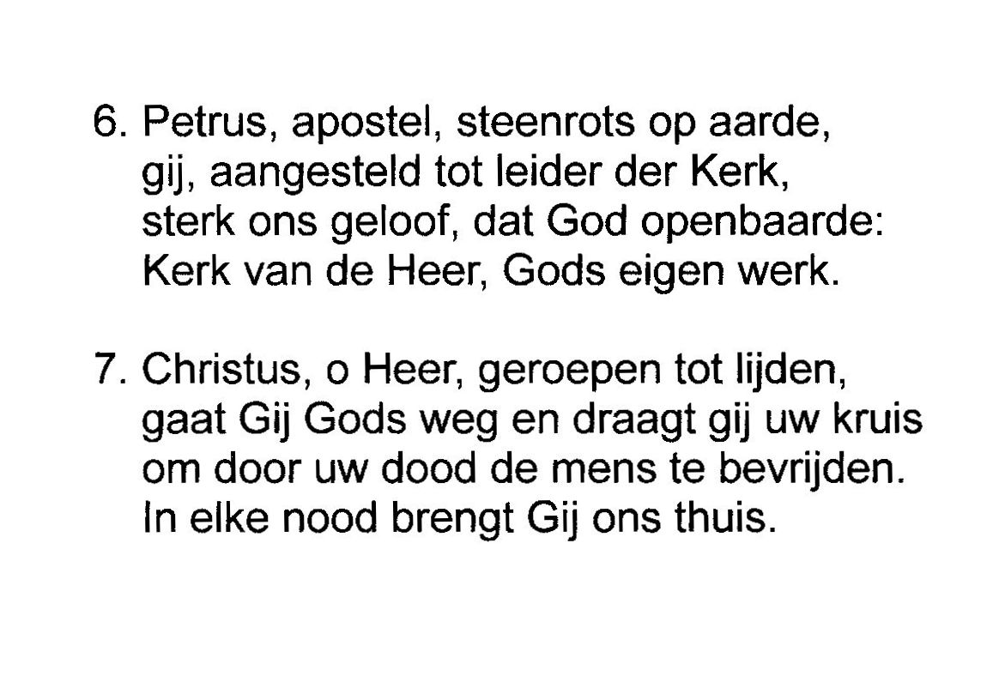 6. Petrus, apostel, steenrots op aarde,
gij, aangesteld tot leider der Kerk,
sterk ons geloof, dat God openbaarde:
Kerk van de Heer, Gods eigen werk.
7. Christus, o Heer, geroepen tot lijden,
gaat Gij Gods weg en draagt gij uw kruis
om door uw dood de mens te bevrijden.
In elke nood brengt Gij ons thuis.